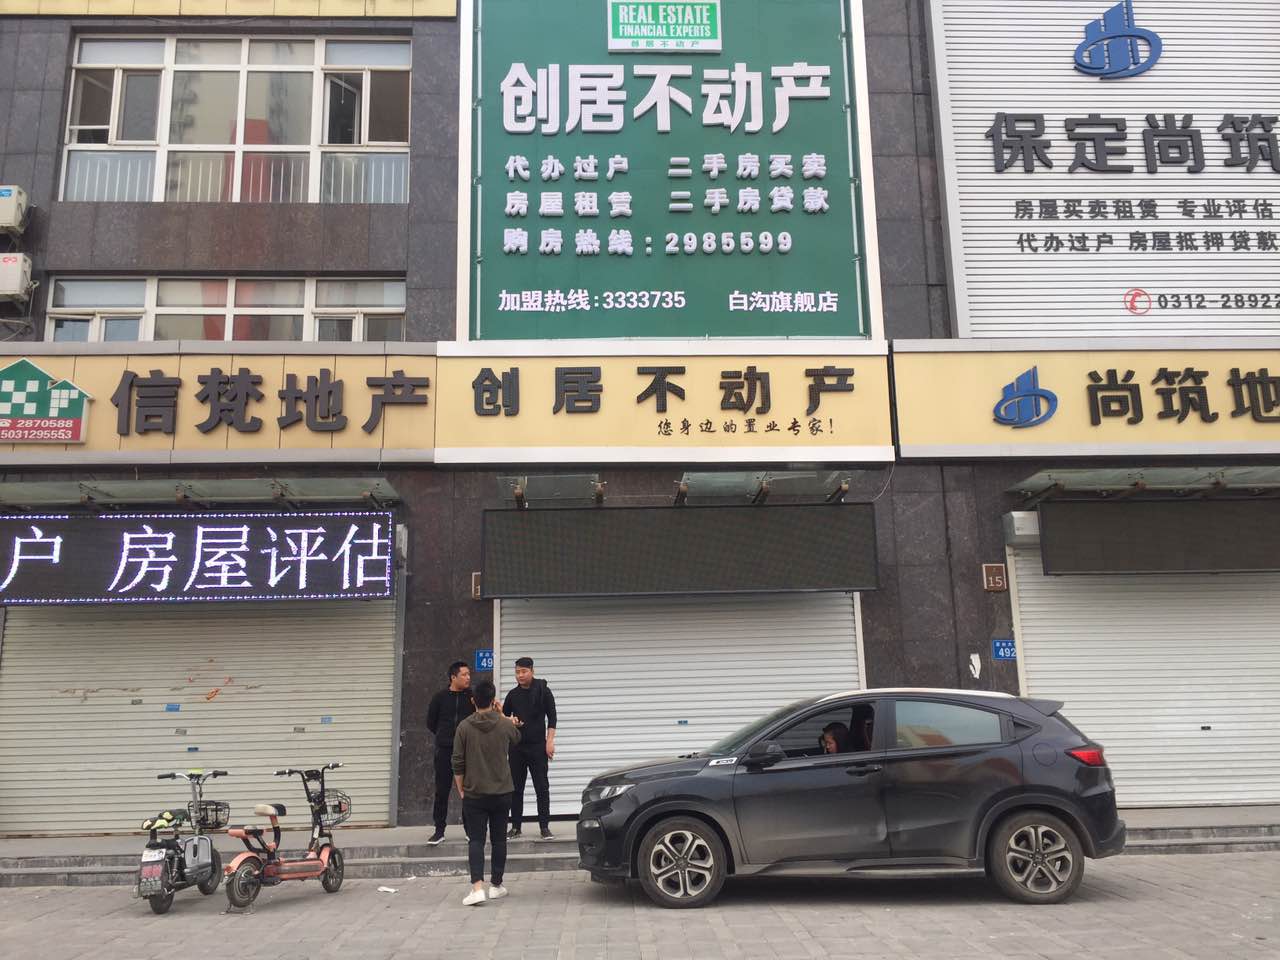 REAL ESTATE
FINANCIAL EXPERTS
创居不动产
创居不动产
代办过户 二手房买卖
房屋租赁 二手房贷款
购房热线:2985599
加盟热线:3333735 白沟旗舰店
保定尚筑
房屋买卖租赁 专业评估
代办过户 房屋抵押贷款
0312-28922
2870588
5031295553
信梵地产
创居不动产
您身边的置业专家!
尚筑地
户 房屋评估
15
49
492